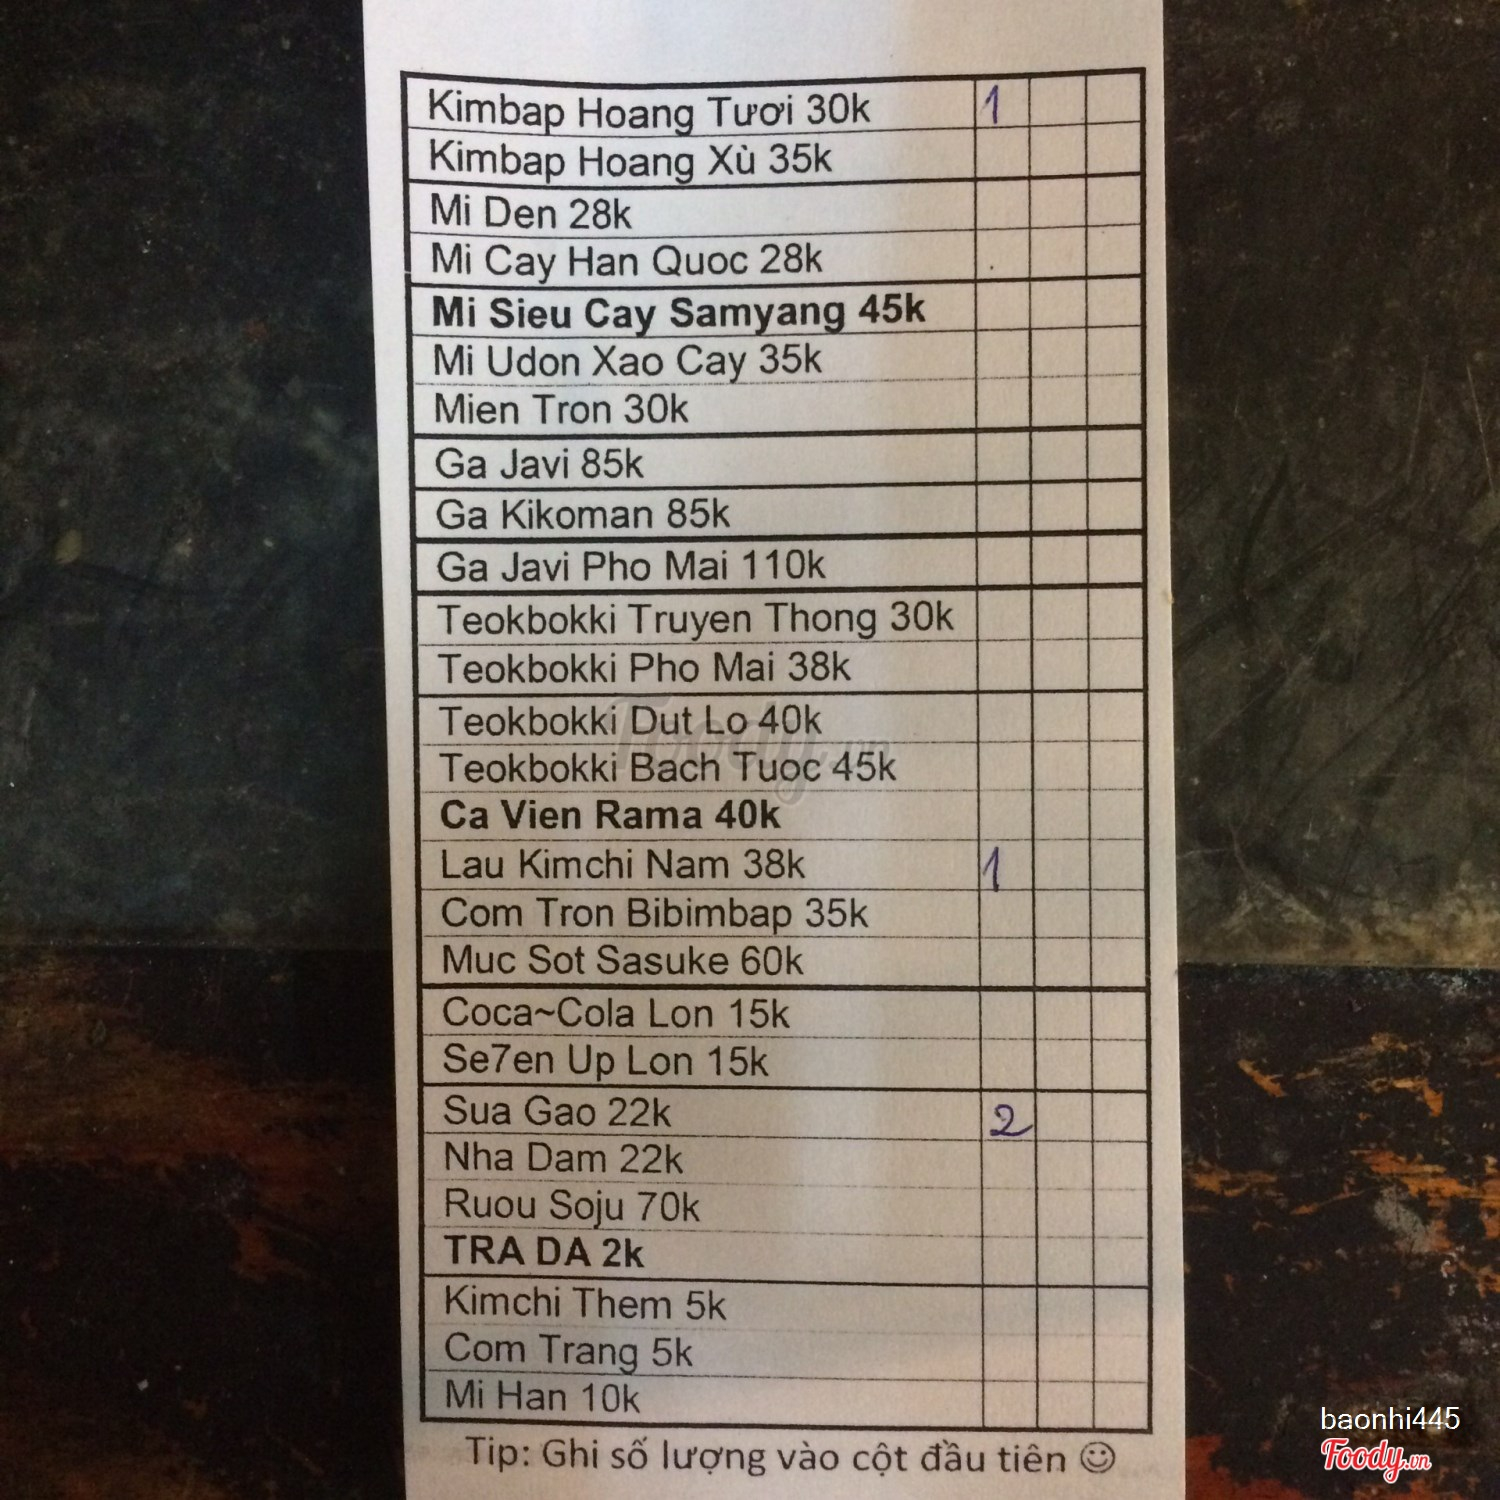 Kimbap Hoang Tươi 30k 1
Kimbap Hoang Xù 35k
Mi Den 28k
Mi Cay Han Quoc 28k
Mi Sieu Cay Samyang 45k
Mi Udon Xao Cay 35k
Mien Tron 30k
Ga Javi 85k
Ga Kikoman 85k
Ga Javi Pho Mai 110k
Teokbokki Truyen Thong 30k
Teokbokki Pho Mai 38k
Teokbokki Dut Lo 40k
Foody.vn
Teokbokki Bach Tuoc 45k
Ca Vien Rama 40k
Lau Kimchi Nam 38k 1
Com Tron Bibimbap 35k
Muc Sot Sasuke 60k
Coca~Cola Lon 15k
Se7en Up Lon 15k
Sua Gao 22k 2
Nha Dam 22k
Ruou Soju 70k
TRA DA 2k
Kimchi Them 5k
Com Trang 5k
Mi Han 10k
Tip: Ghi số lượng vào cột đầu tiên ☺
baonhi445
Foody.vn